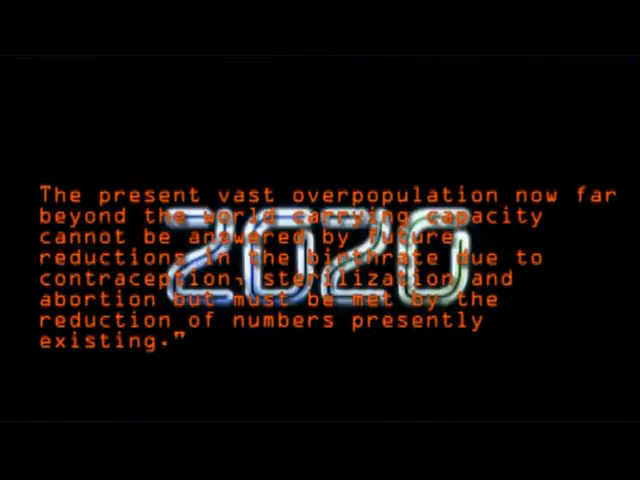 The present vast overpopulation now far
beyond the world carrying capacity
cannot be answered by future
reductions in the birthrate due to
contraception, sterilization and
abortion but must be met by the
reduction of numbers presently
existing."
2020